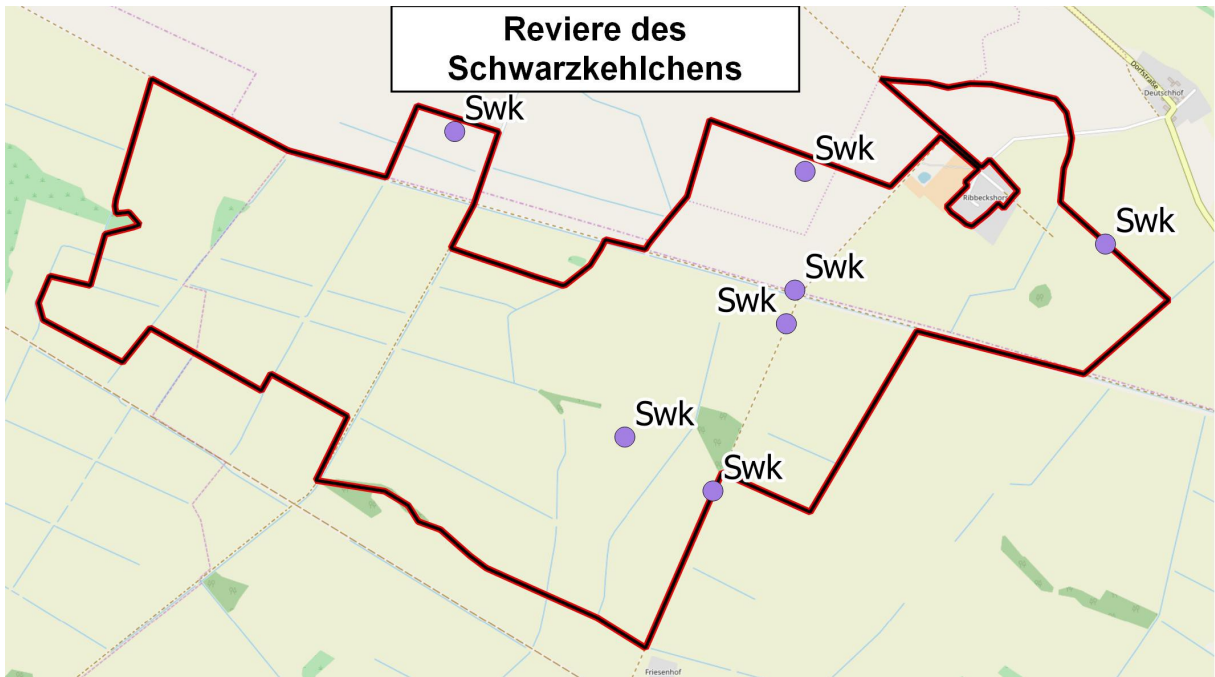 Reviere des
Schwarzkehlchens
Dorfstraße
Deutschhof
Swk
Swk
Ribbeckshorst
Swk
Swk
Swk
Swk
Swk
Friesenhof